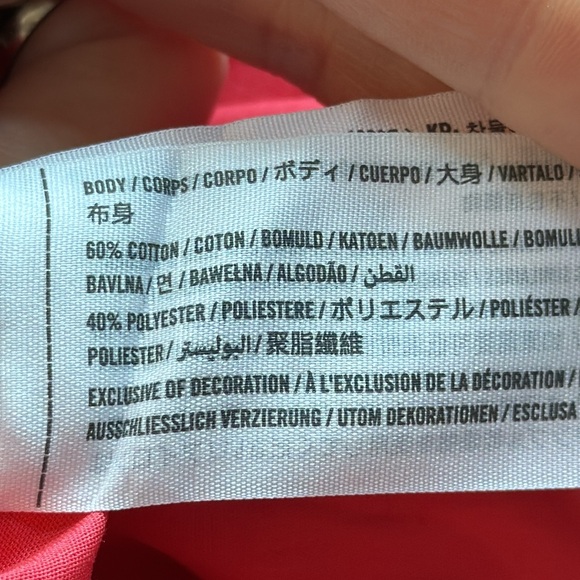 KR:
BODY / CORPS / CORPO / ボディ / CUERPO / 大身 / VARTALO /
布身
60% COTTON / COTON / BOMULD / KATOEN / BAUMWOLLE / BOMULL
BAVLNA / 면 / BAWEŁNA / ALGODÃO / القطن
40% POLYESTER / POLIESTERE / ポリエステル / POLIÉSTER /
POLIESTER / البوليستر / 聚脂纖維
EXCLUSIVE OF DECORATION / À L'EXCLUSION DE LA DÉCORATION /
AUSSCHLIESSLICH VERZIERUNG / UTOM DEKORATIONEN / ESCLUSA